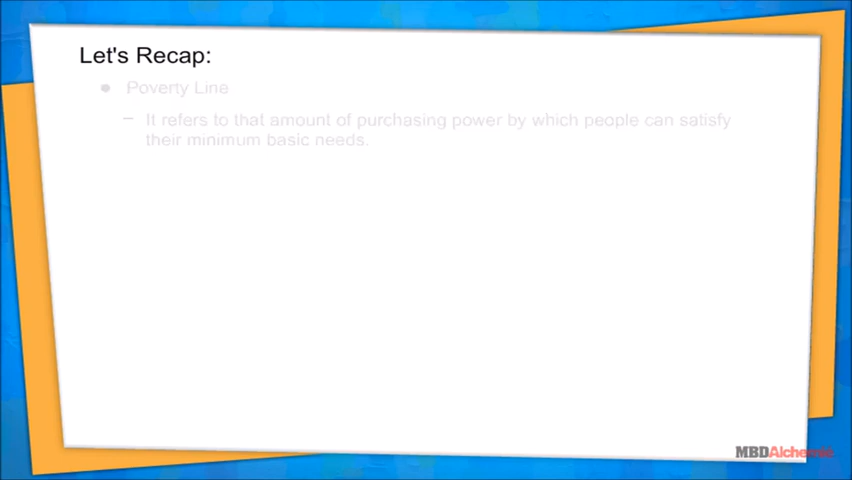 Let's Recap:
● Poverty Line
– It refers to that amount of purchasing power by which people can satisfy
their minimum basic needs.
MBDAlchemie